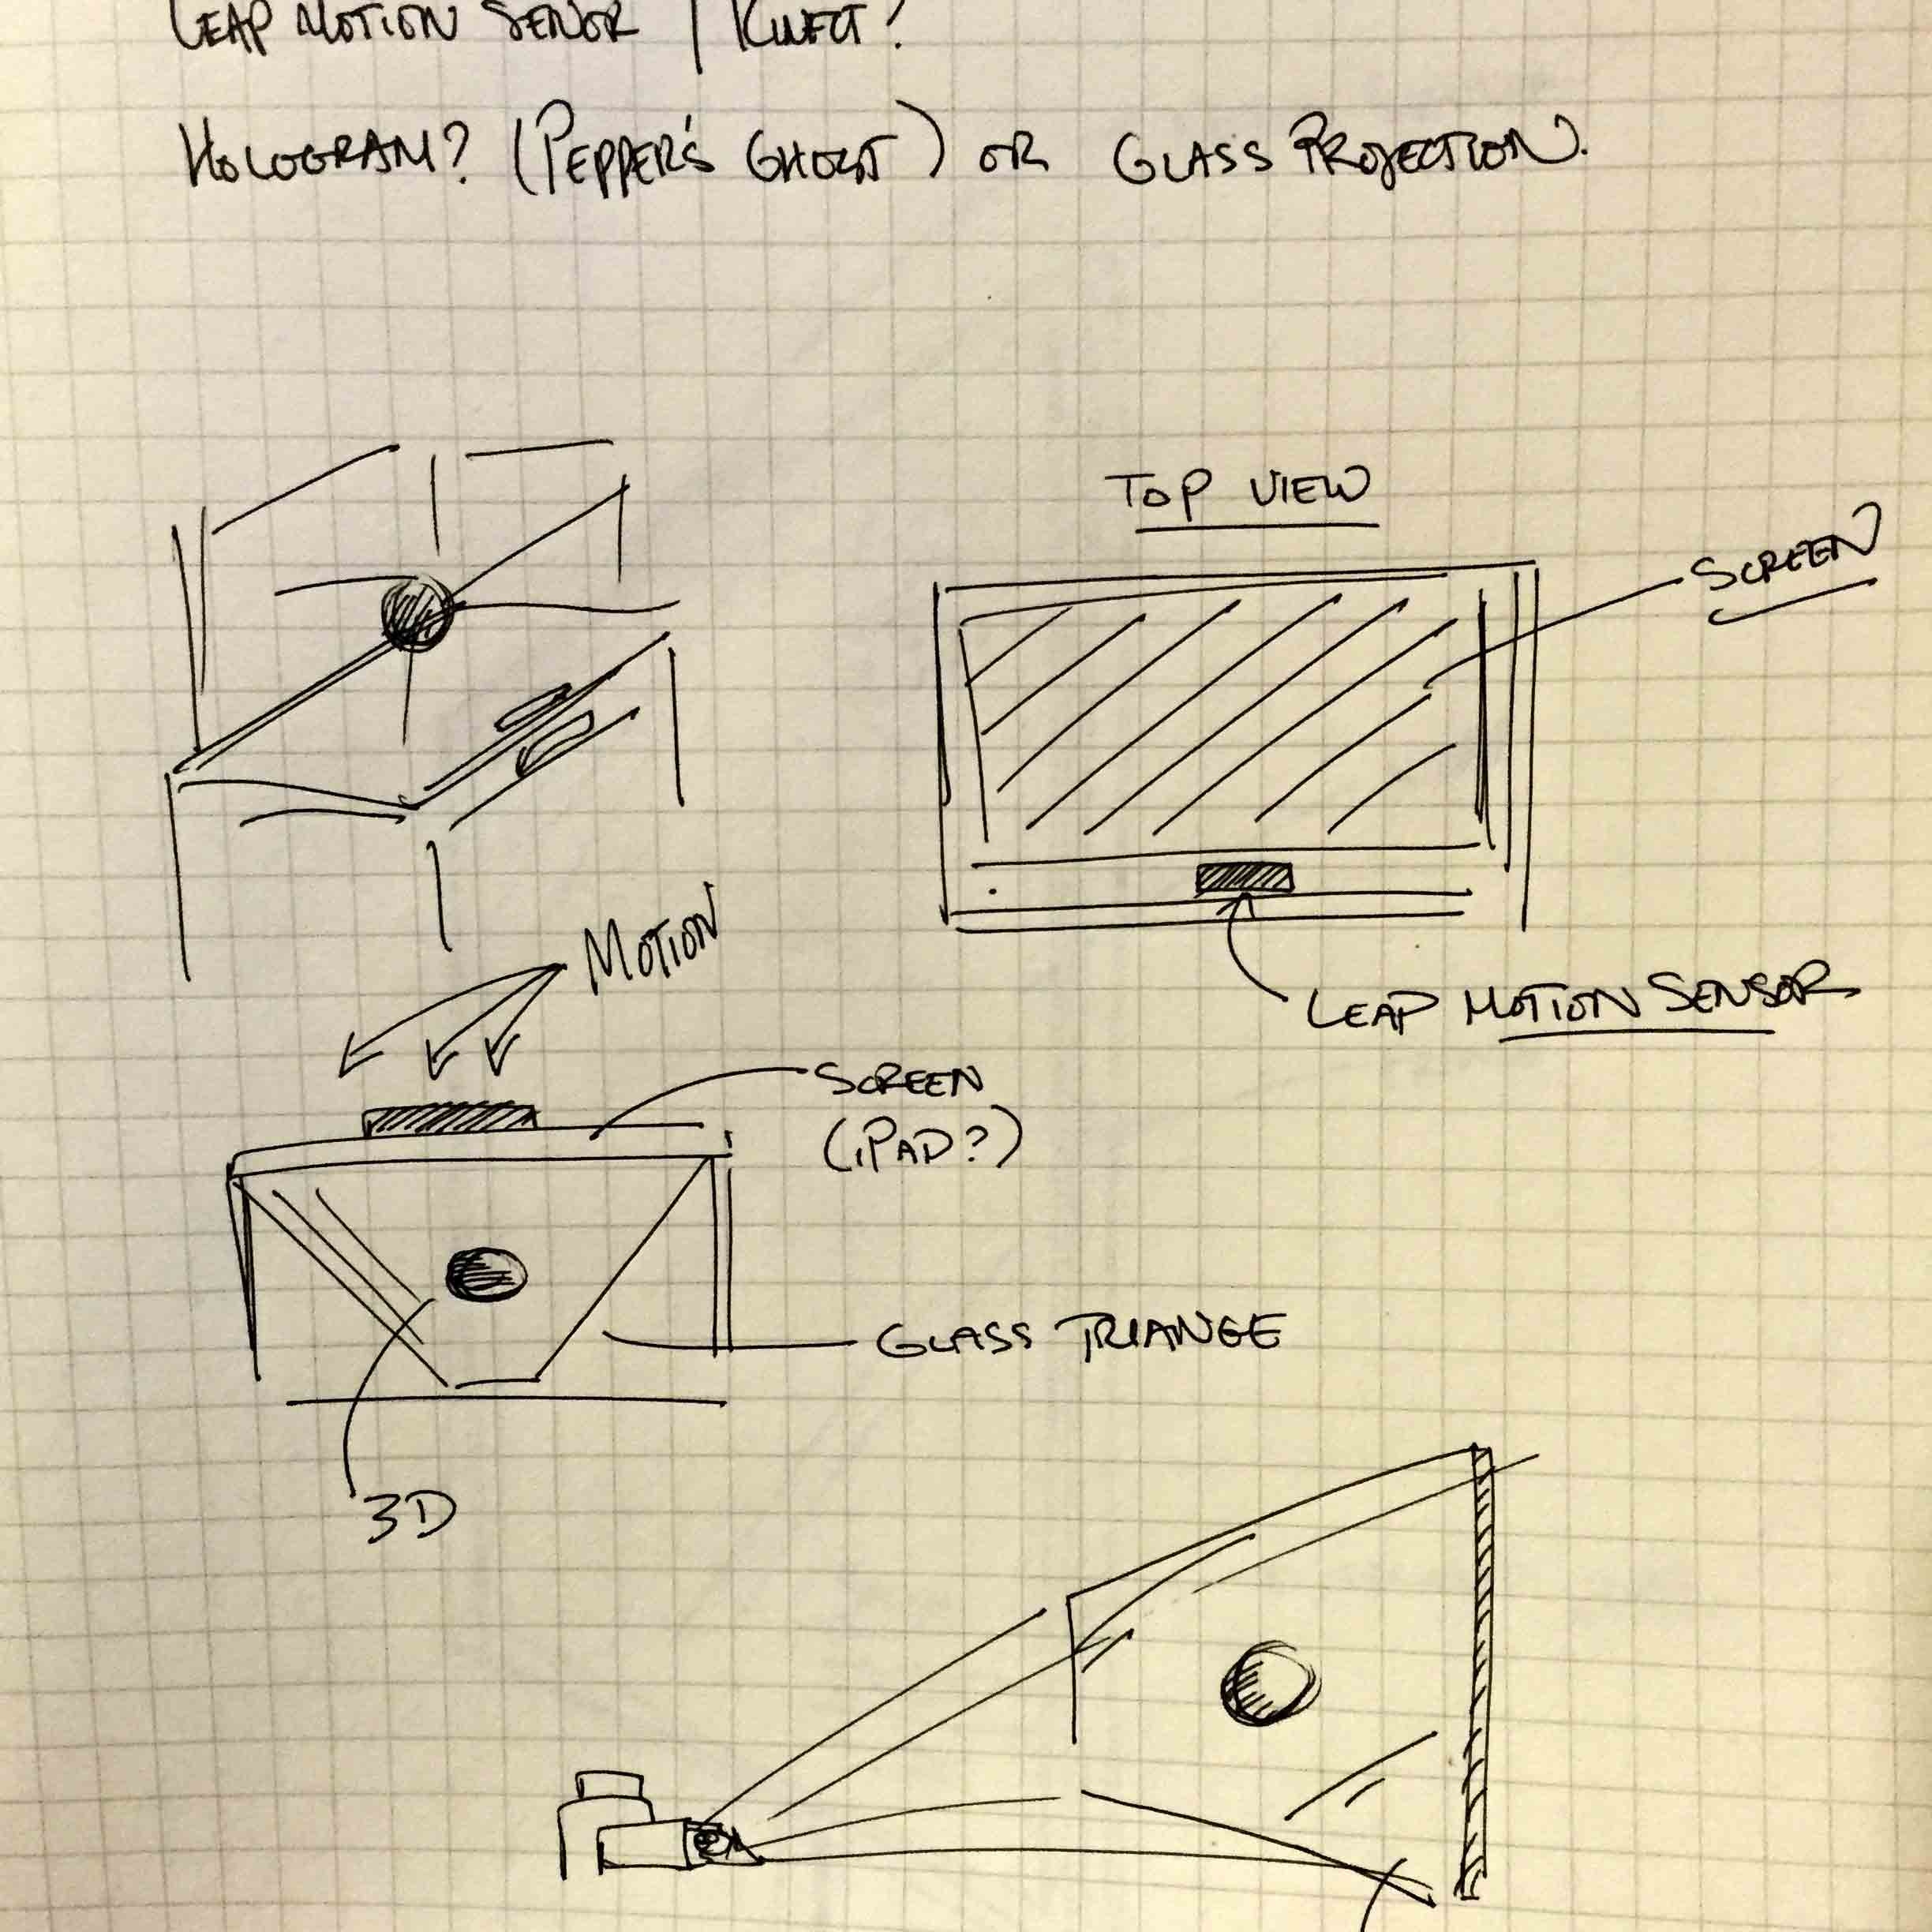 LEAP MOTION SENOR / KINECT?
HOLOGRAM? (PEPPER'S GHOST) OR GLASS PROJECTION.
TOP VIEW
SCREEN
MOTION
LEAP MOTION SENSOR
SCREEN
(iPAD?)
GLASS TRIANGE
3D